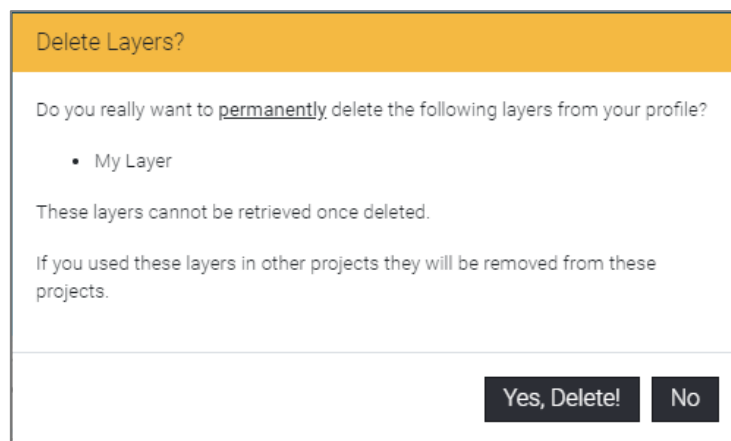 Delete Layers?
Do you really want to permanently delete the following layers from your profile?
• My Layer
These layers cannot be retrieved once deleted.
If you used these layers in other projects they will be removed from these
projects.
Yes, Delete! No